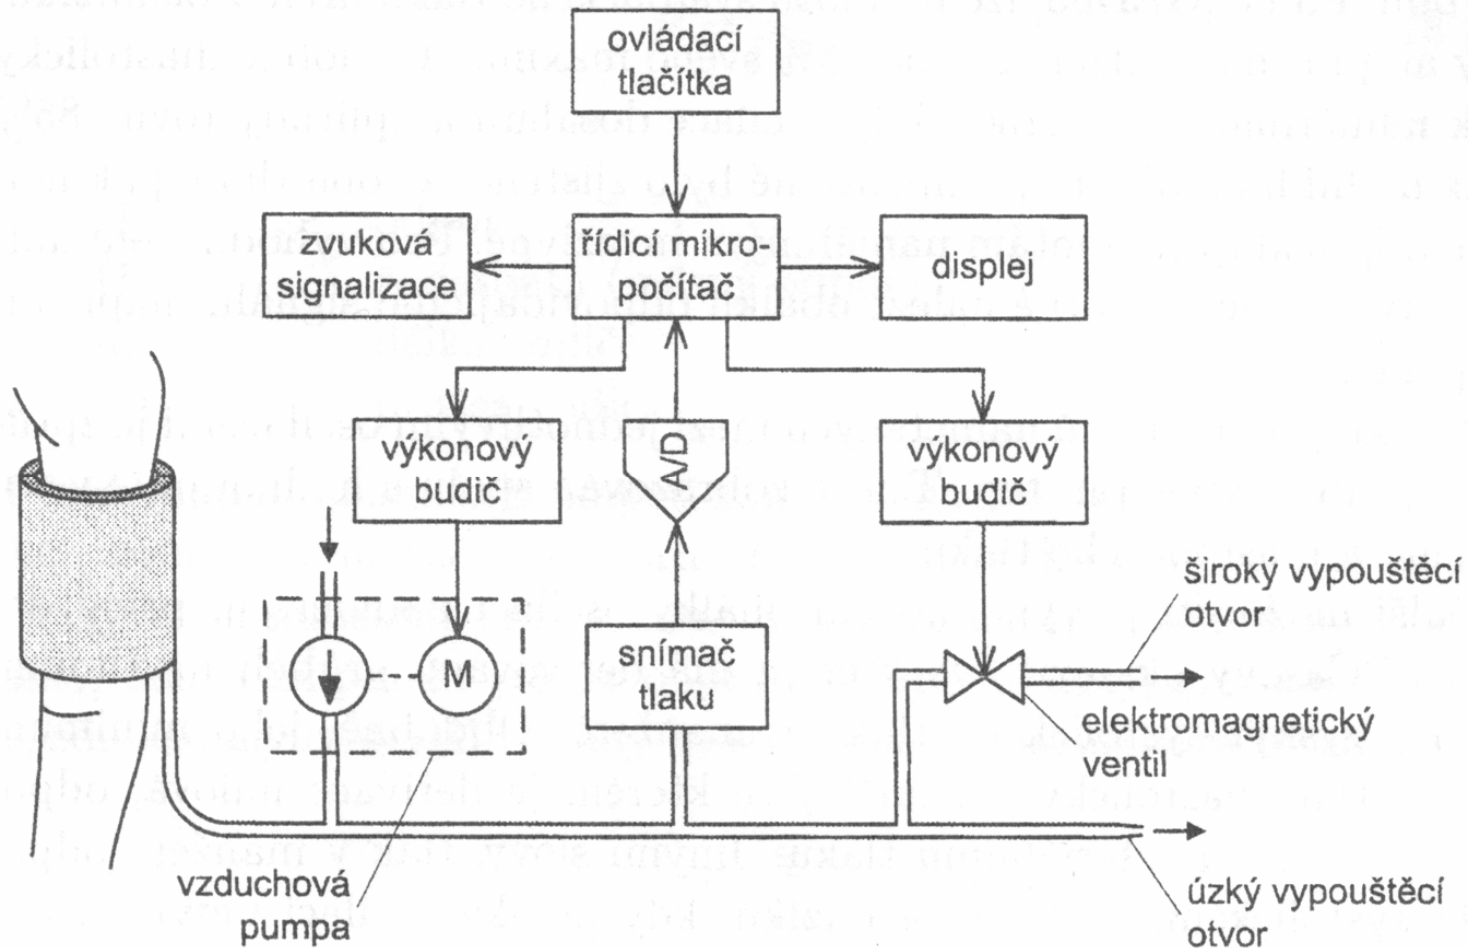 ovládací
tlačítka
zvuková
signalizace
řídicí mikro-
počítač
displej
výkonový
budič
A/D
výkonový
budič
M
snímač
tlaku
široký vypouštěcí
otvor
elektromagnetický
ventil
vzduchová
pumpa
úzký vypouštěcí
otvor